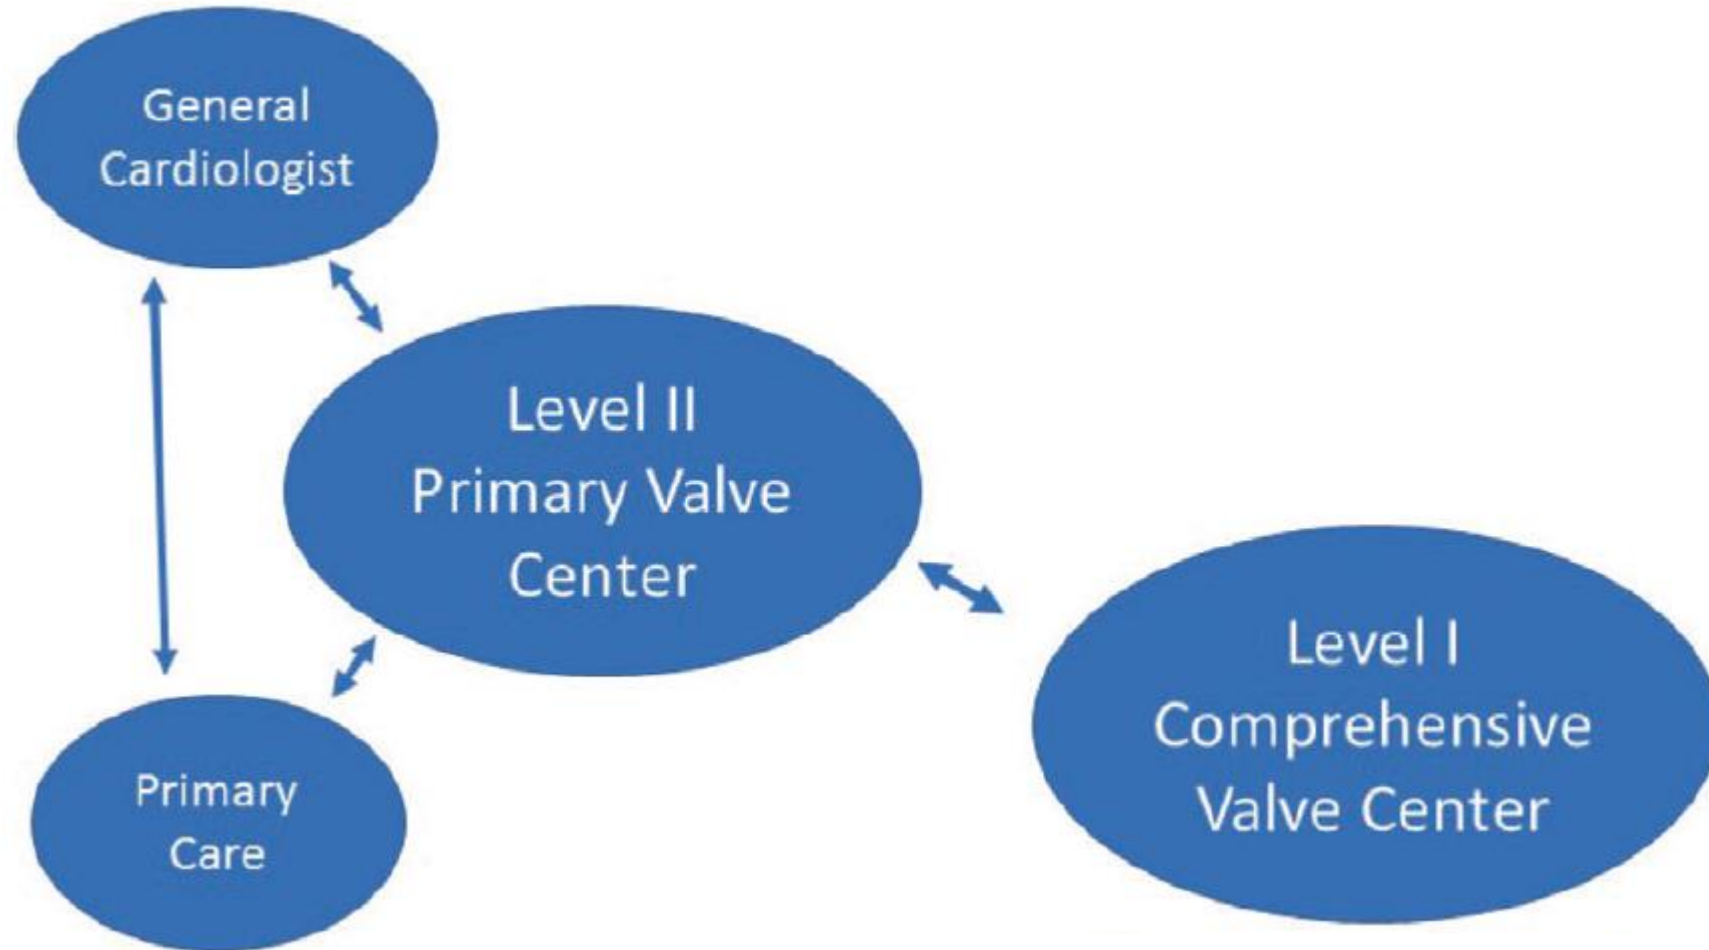 General
Cardiologist
Level II
Primary Valve
Center
Level I
Comprehensive
Valve Center
Primary
Care